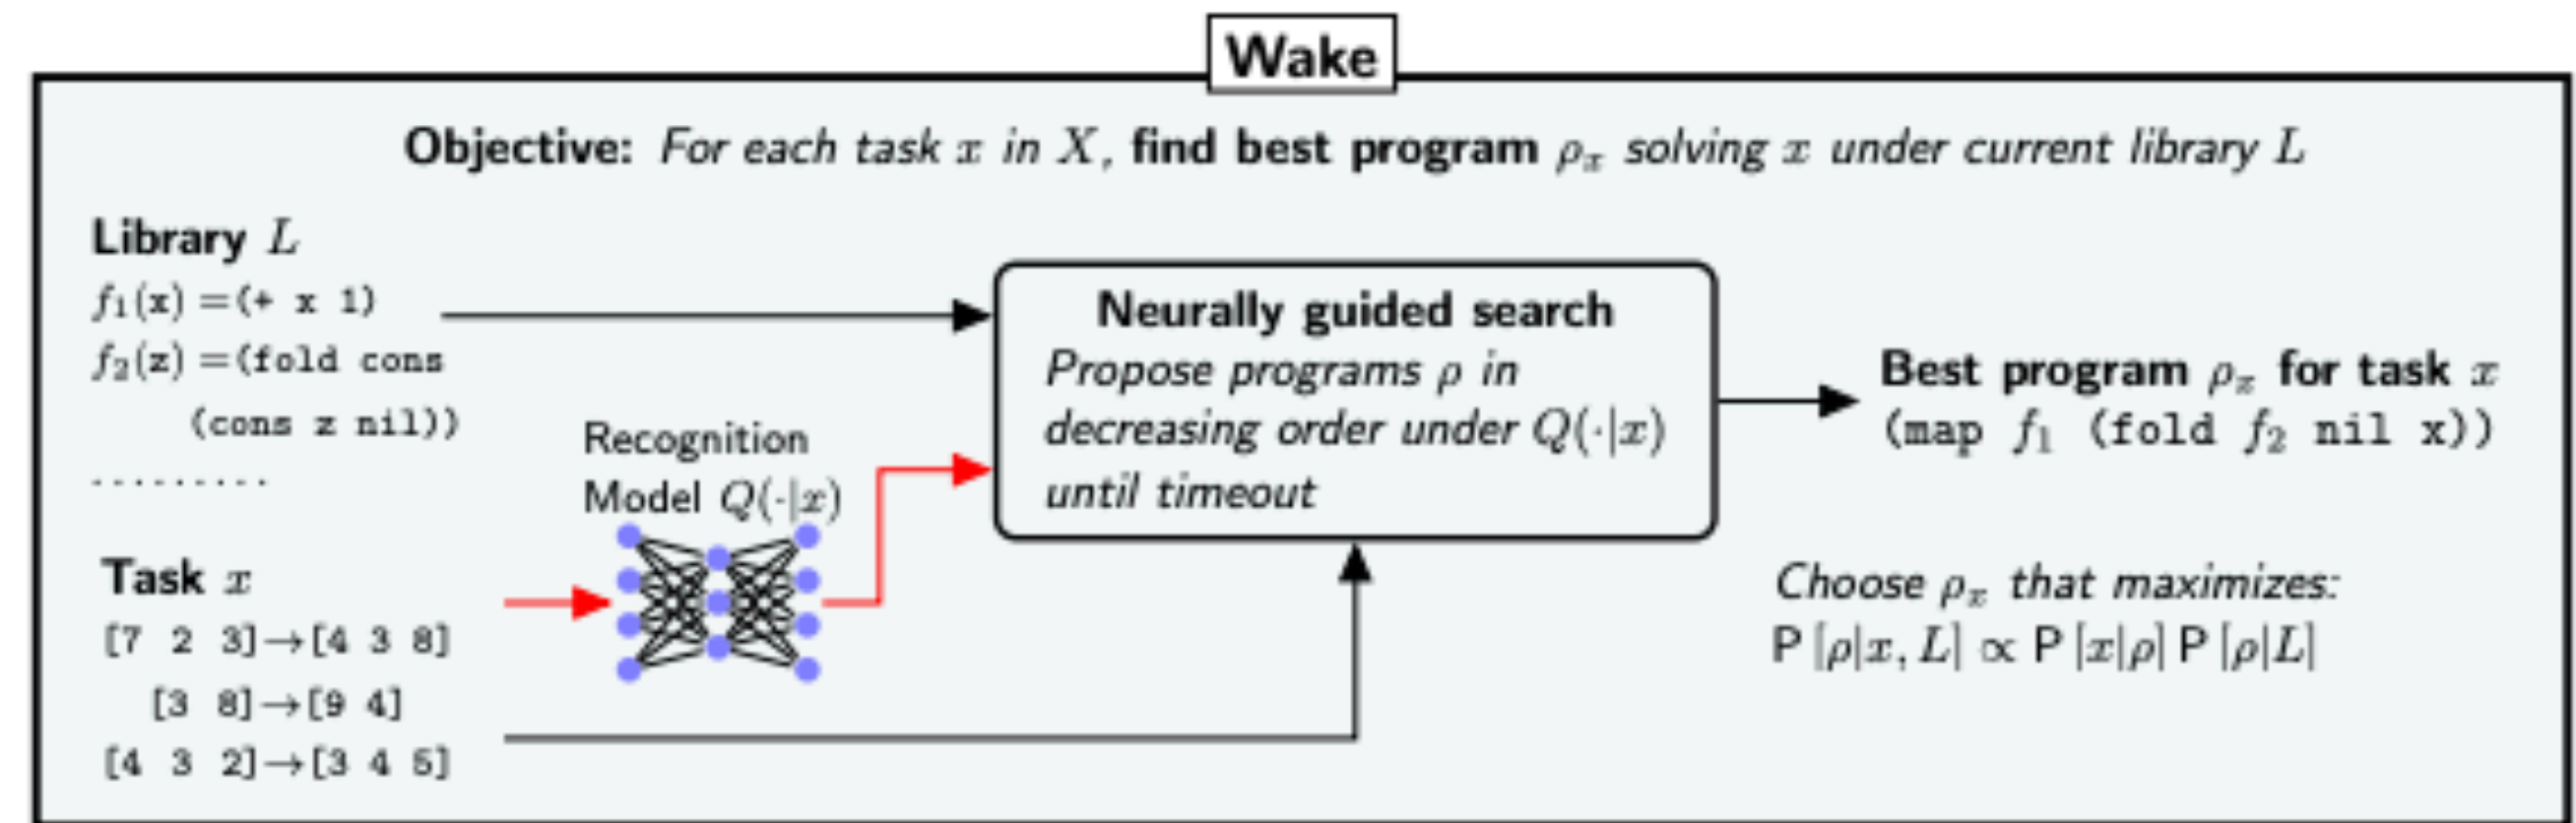 Wake
Objective: For each task x in X, find best program ρₓ solving x under current library L
Library L
f₁(x) =(+ x 1)
f₂(z) =(fold cons
(cons z nil))
.........
Task x
[7 2 3]→[4 3 8]
[3 8]→[9 4]
[4 3 2]→[3 4 5]
Recognition
Model Q(·|x)
Neurally guided search
Propose programs ρ in
decreasing order under Q(·|x)
until timeout
Best program ρₓ for task x
(map f₁ (fold f₂ nil x))
Choose ρₓ that maximizes:
P [ρ|x, L] ∝ P [x|ρ] P [ρ|L]